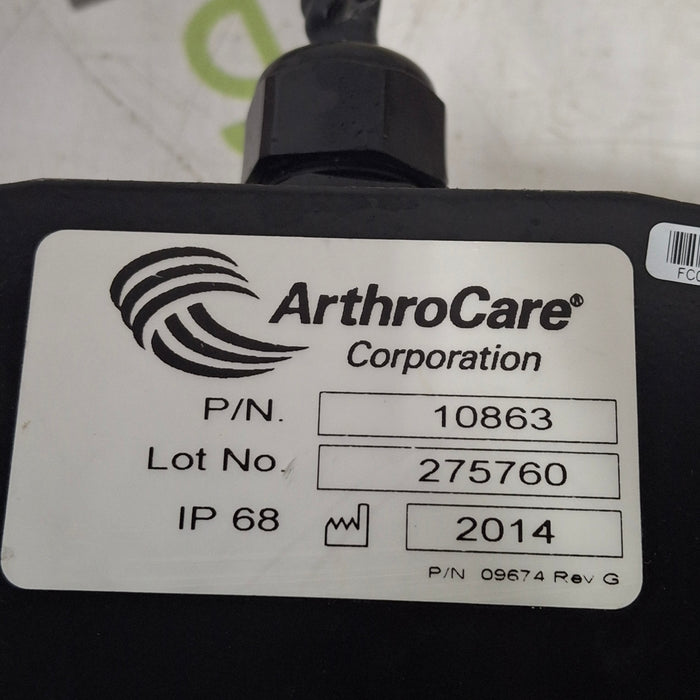 ArthroCare®
Corporation
P/N. 10863
Lot No. 275760
IP 68 2014
P/N 09674 Rev G